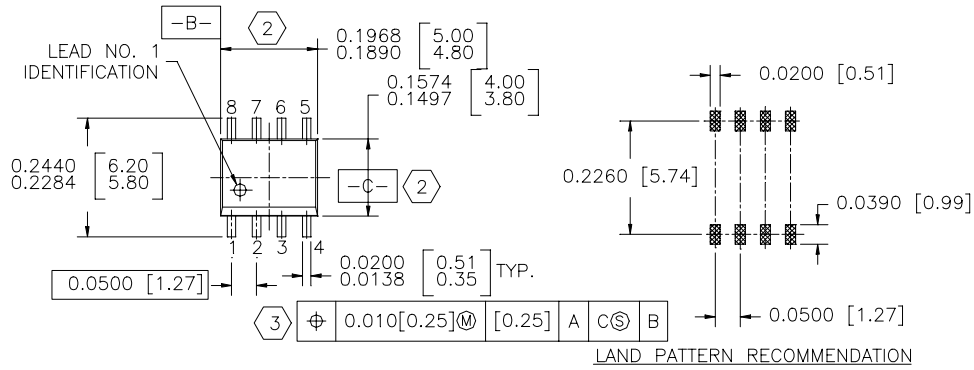 -B-
2
0.1968 [5.00]
0.1890 [4.80]
LEAD NO. 1
IDENTIFICATION
0.1574 [4.00]
0.1497 [3.80]
8 7 6 5
0.2440 [6.20]
0.2284 [5.80]
-C-
2
1 2 3 4
0.0500 [1.27]
0.0200 [0.51]
0.0138 [0.35]
TYP.
3
⌖ 0.010[0.25]Ⓜ [0.25] A CⓈ B
0.0200 [0.51]
0.2260 [5.74]
0.0390 [0.99]
0.0500 [1.27]
LAND PATTERN RECOMMENDATION